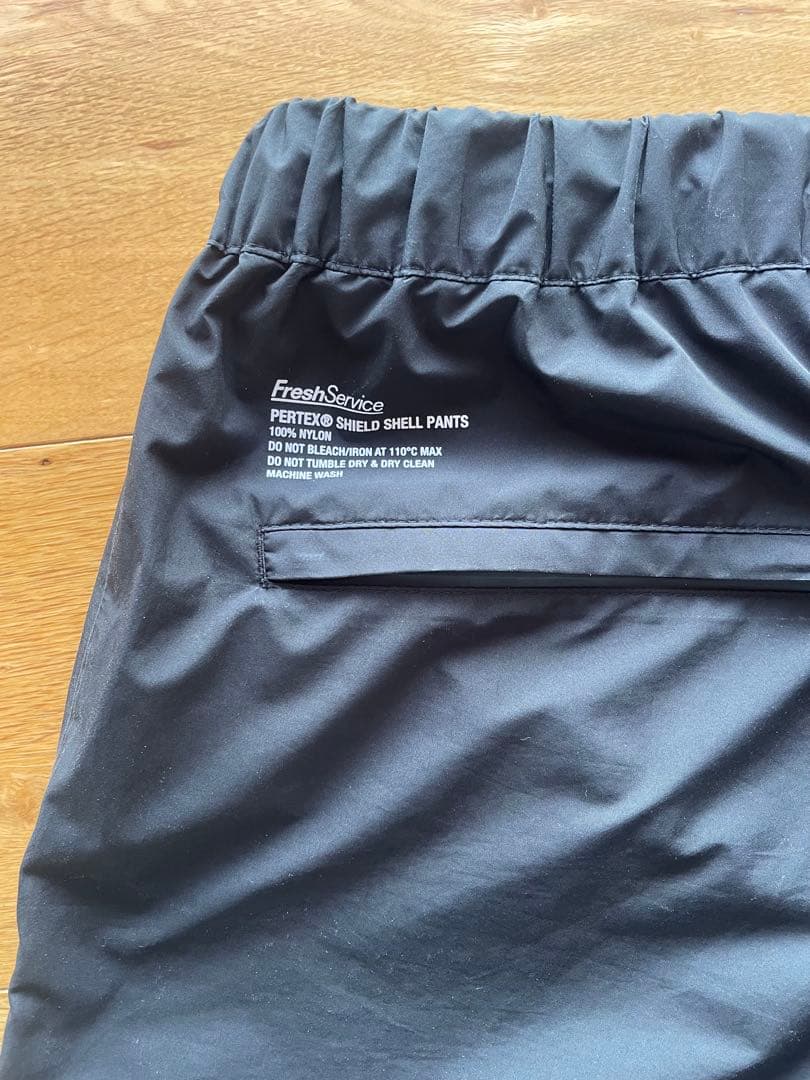 FreshService
PERTEX® SHIELD SHELL PANTS
100% NYLON
DO NOT BLEACH/IRON AT 110°C MAX
DO NOT TUMBLE DRY & DRY CLEAN
MACHINE WASH